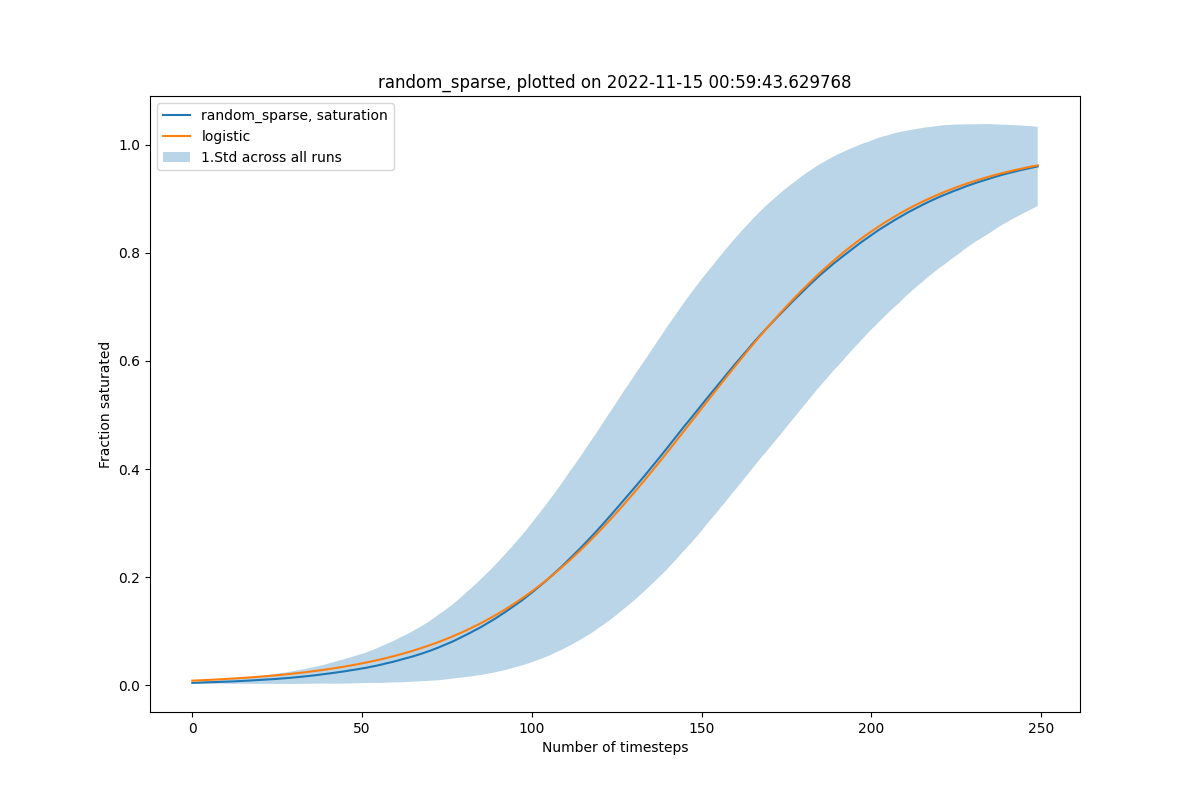 random_sparse, plotted on 2022-11-15 00:59:43.629768
random_sparse, saturation
logistic
1.Std across all runs
1.0
0.8
0.6
0.4
0.2
0.0
Fraction saturated
0 50 100 150 200 250
Number of timesteps